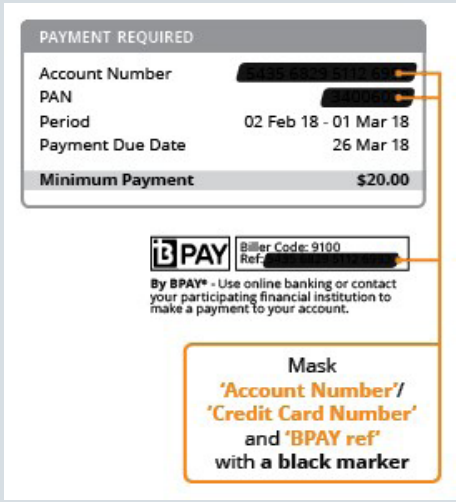 PAYMENT REQUIRED
Account Number
PAN
Period 02 Feb 18 - 01 Mar 18
Payment Due Date 26 Mar 18
Minimum Payment $20.00
B PAY
Biller Code: 9100
Ref:
By BPAY® - Use online banking or contact
your participating financial institution to
make a payment to your account.
Mask
‘Account Number’/
‘Credit Card Number’
and ‘BPAY ref’
with a black marker